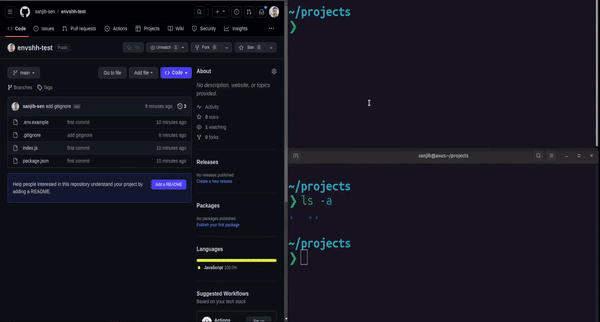 sanjib-sen / envshh-test
Code Issues Pull requests Actions Projects Wiki Security Insights
envshh-test Public
Unwatch 1 Fork 0 Star 0
main Go to file Add file Code
Branches Tags
sanjib-sen add gitignore 9 minutes ago 3
.env.example first commit 10 minutes ago
.gitignore add gitignore 9 minutes ago
index.js first commit 10 minutes ago
package.json first commit 10 minutes ago
Help people interested in this repository understand your project by adding a README.
Add a README
About
No description, website, or topics
provided.
Activity
0 stars
1 watching
0 forks
Releases
No releases published
Create a new release
Packages
No packages published
Publish your first package
Languages
JavaScript 100.0%
Suggested Workflows
Based on your tech stack
Actions
~/projects
❯
sanjib@asus:~/projects
~/projects
❯ ls -a
. ..
~/projects
❯